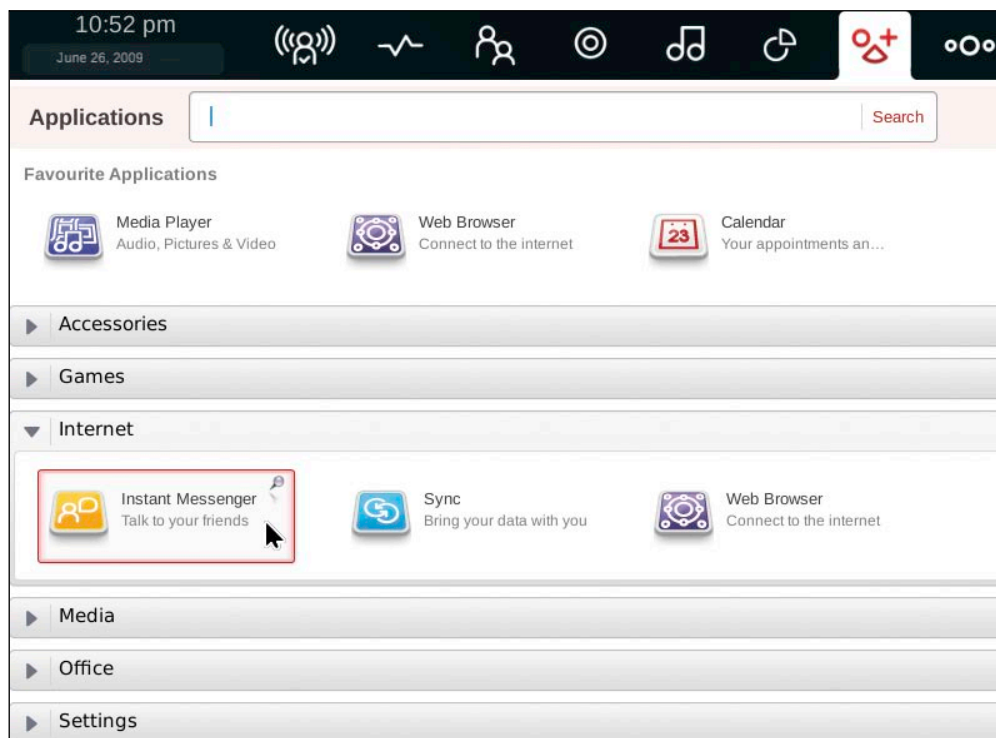 10:52 pm
June 26, 2009
Applications
Search
Favourite Applications
Media Player
Audio, Pictures & Video
Web Browser
Connect to the internet
Calendar
23
Your appointments an...
Accessories
Games
Internet
Instant Messenger
Talk to your friends
Sync
Bring your data with you
Web Browser
Connect to the internet
Media
Office
Settings